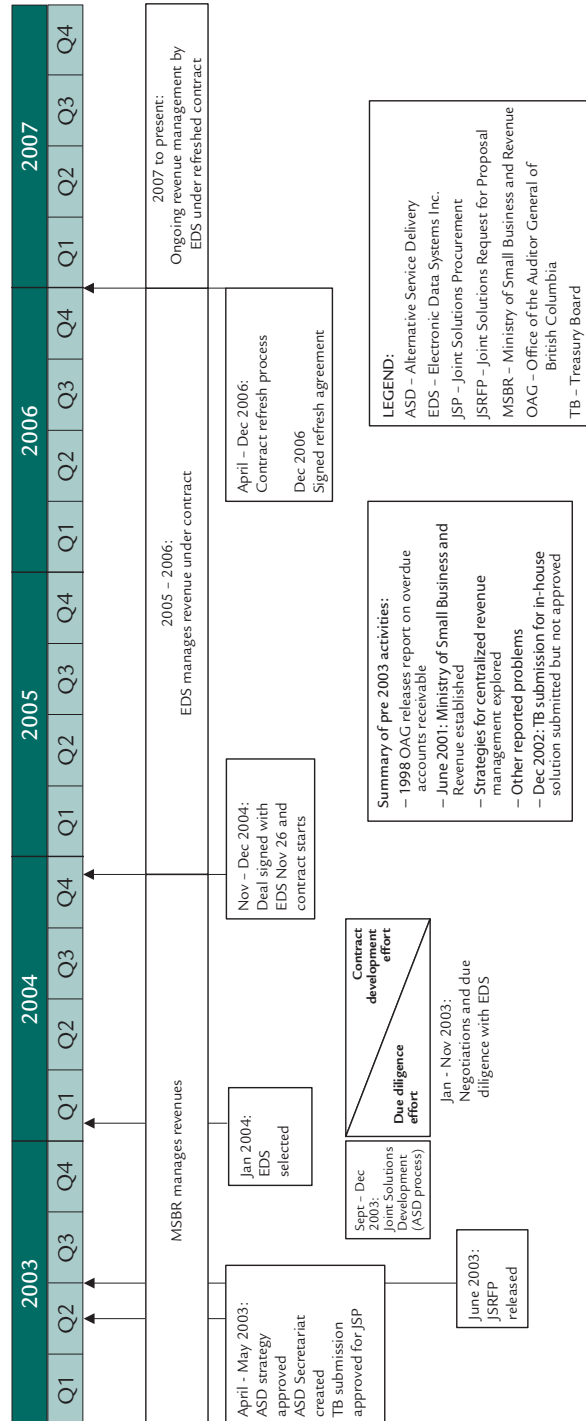 2003
2004
2005
2006
2007
Q1 Q2 Q3 Q4 Q1 Q2 Q3 Q4 Q1 Q2 Q3 Q4 Q1 Q2 Q3 Q4 Q1 Q2 Q3 Q4
MSBR manages revenues
2005 – 2006:
EDS manages revenue under contract
2007 to present:
Ongoing revenue management by
EDS under refreshed contract
April - May 2003:
ASD strategy
approved
ASD Secretariat
created
TB submission
approved for JSP
Jan 2004:
EDS
selected
Nov – Dec 2004:
Deal signed with
EDS Nov 26 and
contract starts
April – Dec 2006:
Contract refresh process
Dec 2006
Signed refresh agreement
June 2003:
JSRFP
released
Sept – Dec
2003:
Joint Solutions
Development
(ASD process)
Due diligence
effort
Contract
development
effort
Jan - Nov 2003:
Negotiations and due
diligence with EDS
Summary of pre 2003 activities:
– 1998 OAG releases report on overdue
accounts receivable
– June 2001: Ministry of Small Business and
Revenue established
– Strategies for centralized revenue
management explored
– Other reported problems
– Dec 2002: TB submission for in-house
solution submitted but not approved
LEGEND:
ASD – Alternative Service Delivery
EDS – Electronic Data Systems Inc.
JSP – Joint Solutions Procurement
JSRFP – Joint Solutions Request for Proposal
MSBR – Ministry of Small Business and Revenue
OAG – Office of the Auditor General of
British Columbia
TB – Treasury Board